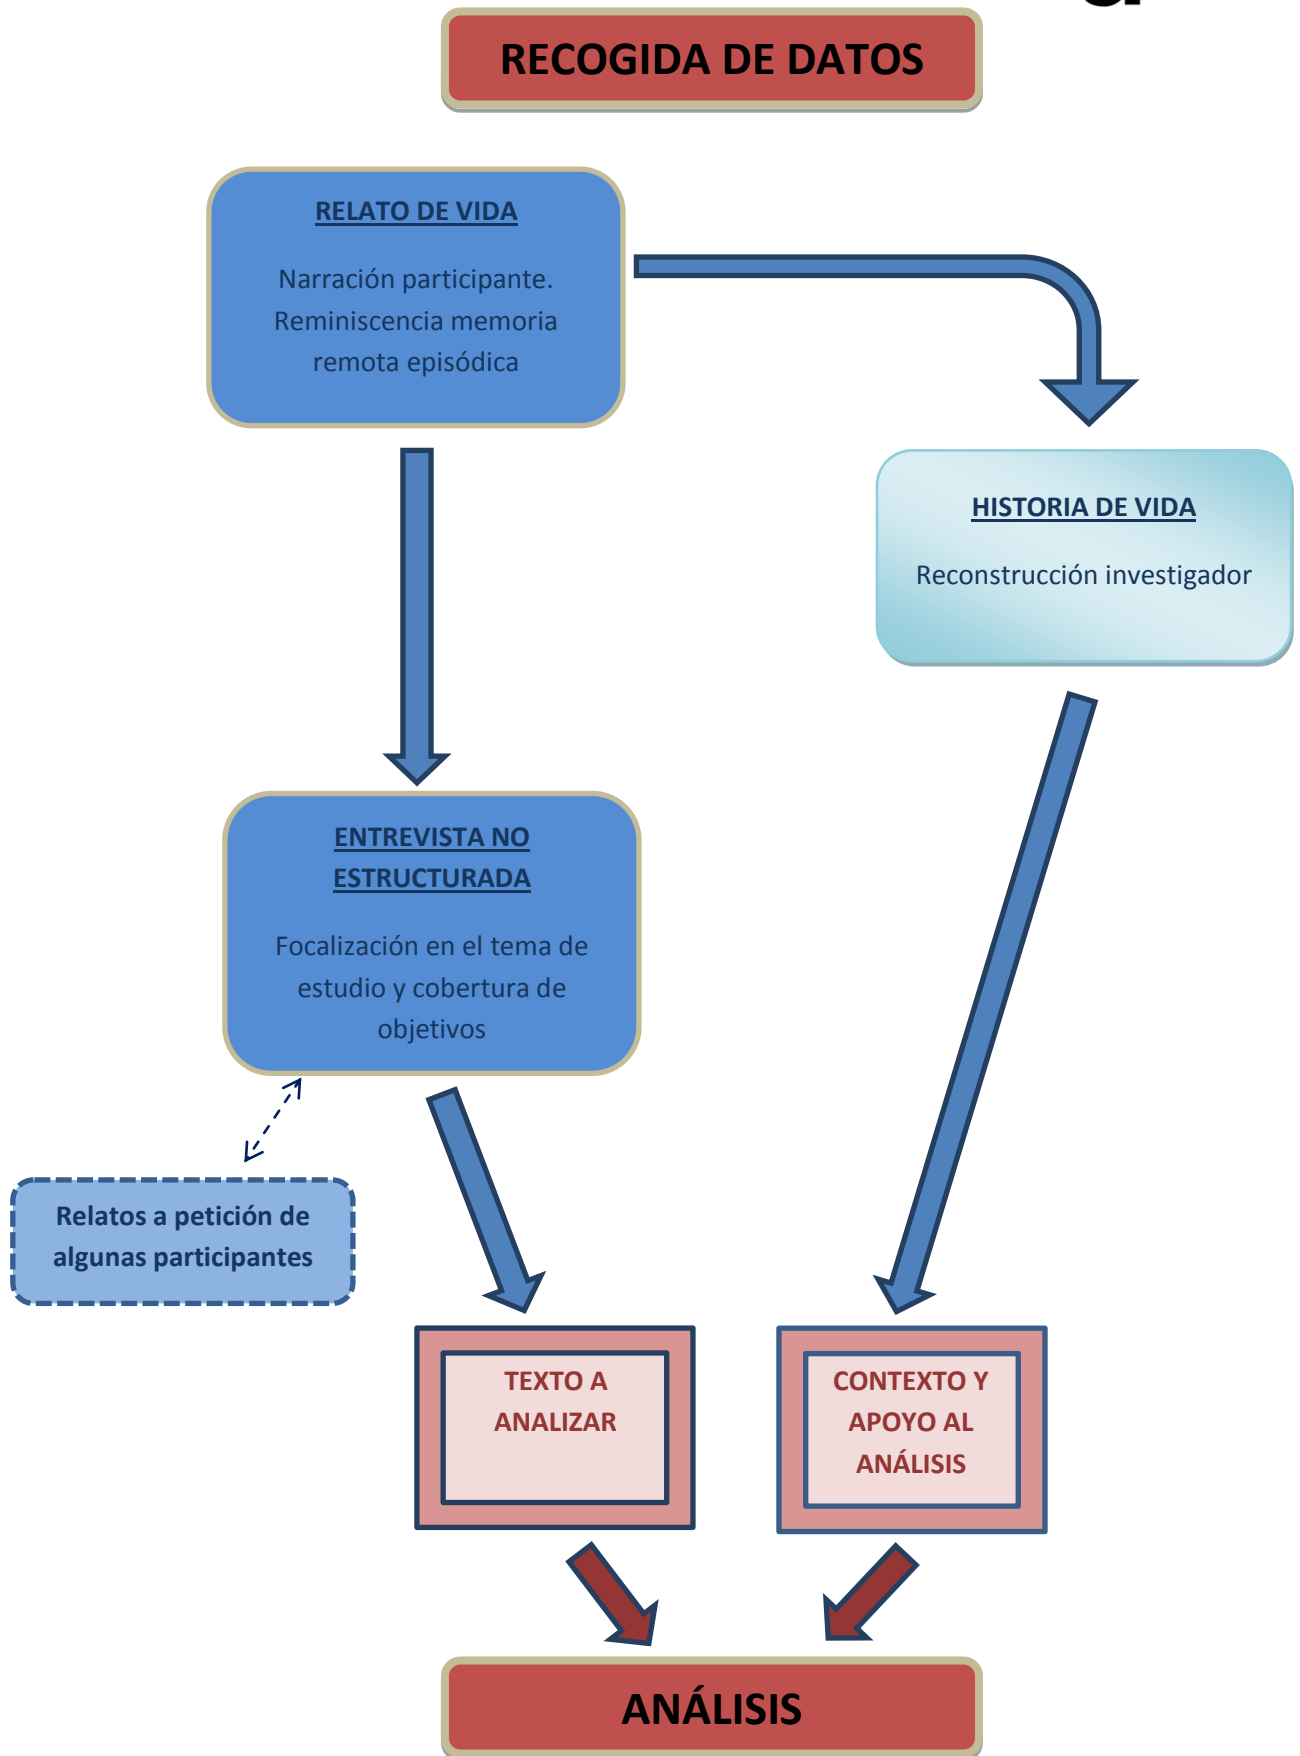 RECOGIDA DE DATOS
RELATO DE VIDA
Narración participante.
Reminiscencia memoria
remota episódica
HISTORIA DE VIDA
Reconstrucción investigador
ENTREVISTA NO
ESTRUCTURADA
Focalización en el tema de
estudio y cobertura de
objetivos
Relatos a petición de
algunas participantes
TEXTO A
ANALIZAR
CONTEXTO Y
APOYO AL
ANÁLISIS
ANÁLISIS